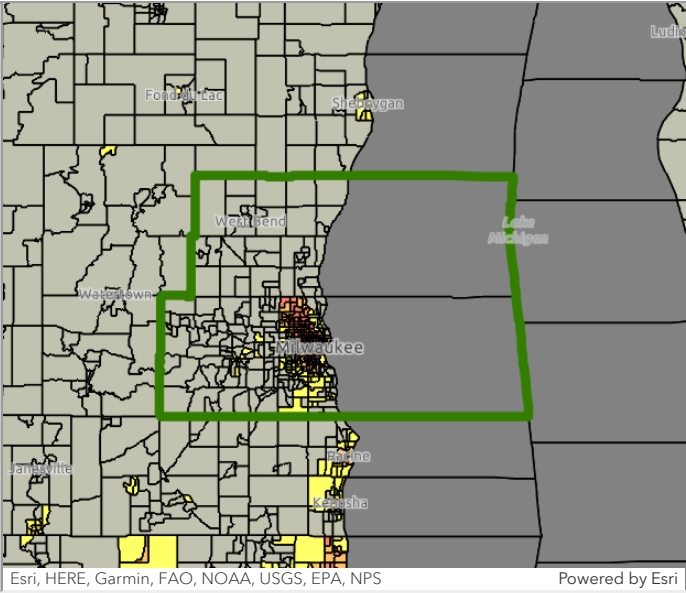 Fond du Lac
Sheboygan
West Bend
Lake
Michigan
Watertown
Milwaukee
Janesville
Racine
Kenosha
Esri, HERE, Garmin, FAO, NOAA, USGS, EPA, NPS
Powered by Esri